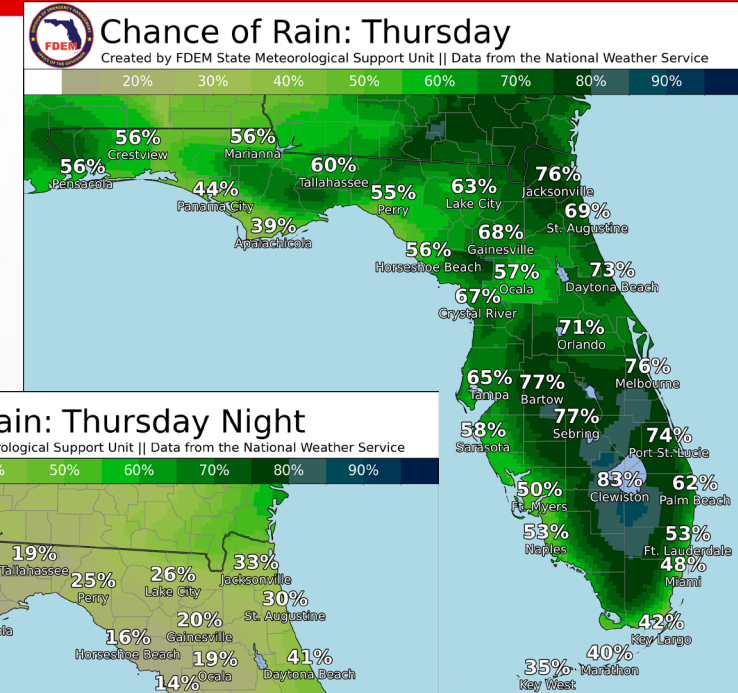 FDEM
Chance of Rain: Thursday
Created by FDEM State Meteorological Support Unit || Data from the National Weather Service
20% 30% 40% 50% 60% 70% 80% 90%
56%
Crestview
56%
Marianna
56%
Pensacola
60%
Tallahassee
44%
Panama City
55%
Perry
63%
Lake City
76%
Jacksonville
39%
Apalachicola
69%
St. Augustine
68%
Gainesville
56%
Horseshoe Beach
57%
Ocala
73%
Daytona Beach
67%
Crystal River
71%
Orlando
65%
Tampa
77%
Bartow
76%
Melbourne
77%
Sebring
58%
Sarasota
74%
Port St. Lucie
83%
Clewiston
50%
Ft. Myers
62%
Palm Beach
53%
Naples
53%
Ft. Lauderdale
48%
Miami
42%
Key Largo
40%
Marathon
35%
Key West
ain: Thursday Night
rological Support Unit || Data from the National Weather Service
% 50% 60% 70% 80% 90%
19%
Tallahassee
25%
Perry
26%
Lake City
33%
Jacksonville
30%
St. Augustine
20%
Gainesville
16%
Horseshoe Beach
19%
Ocala
41%
Daytona Beach
14%
ola